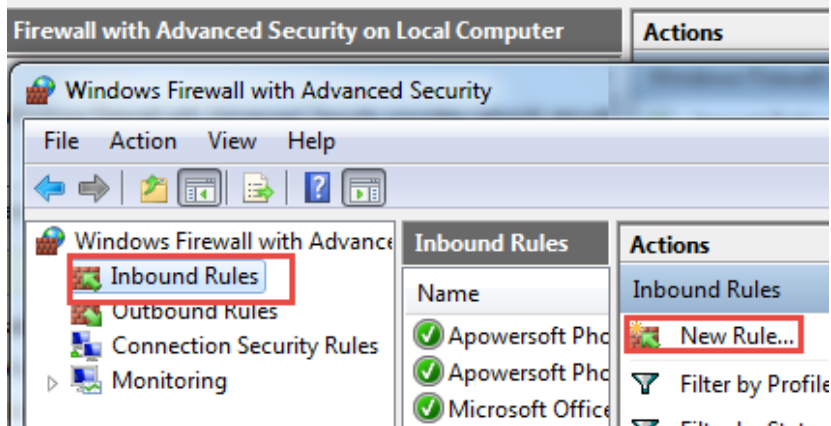 Firewall with Advanced Security on Local Computer
Actions
Windows Firewall with Advanced Security
File Action View Help
Windows Firewall with Advance
Inbound Rules
Outbound Rules
Connection Security Rules
Monitoring
Inbound Rules
Name
Apowersoft Pho
Apowersoft Pho
Microsoft Office
Actions
Inbound Rules
New Rule...
Filter by Profile